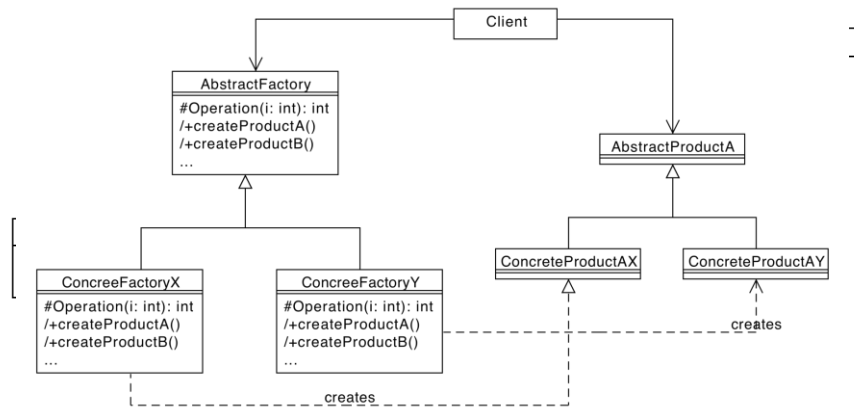 Client
AbstractFactory
#Operation(i: int): int
/+createProductA()
/+createProductB()
...
AbstractProductA
ConcreeFactoryX
#Operation(i: int): int
/+createProductA()
/+createProductB()
...
ConcreeFactoryY
#Operation(i: int): int
/+createProductA()
/+createProductB()
...
ConcreteProductAX
ConcreteProductAY
creates
creates